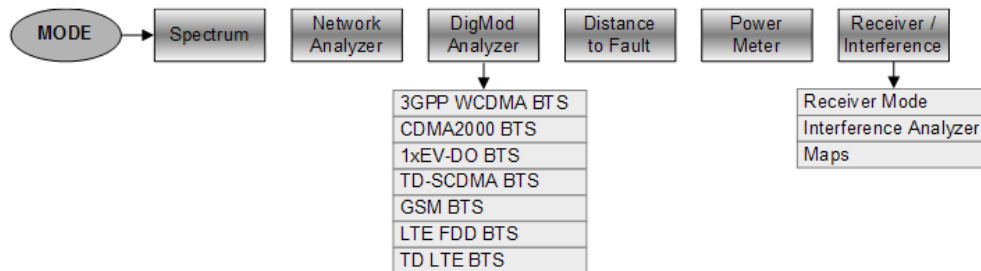 MODE
Spectrum
Network
Analyzer
DigMod
Analyzer
Distance
to Fault
Power
Meter
Receiver /
Interference
3GPP WCDMA BTS
CDMA2000 BTS
1xEV-DO BTS
TD-SCDMA BTS
GSM BTS
LTE FDD BTS
TD LTE BTS
Receiver Mode
Interference Analyzer
Maps